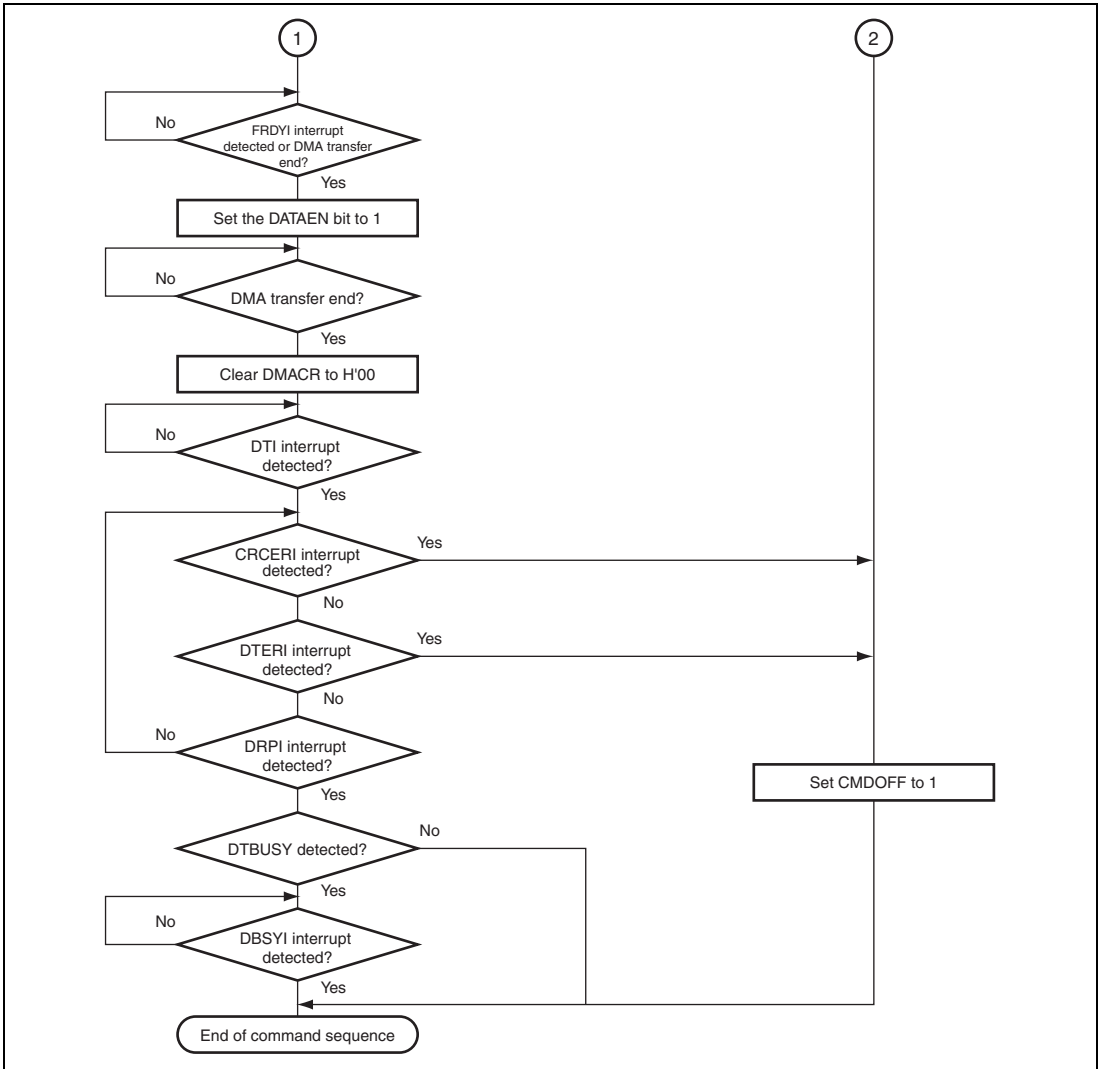 1
2
FRDYI interrupt
detected or DMA transfer
end?
No
Yes
Set the DATAEN bit to 1
No
DMA transfer end?
Yes
Clear DMACR to H'00
No
DTI interrupt
detected?
Yes
CRCERI interrupt
detected?
Yes
No
DTERI interrupt
detected?
Yes
No
No
DRPI interrupt
detected?
Set CMDOFF to 1
Yes
DTBUSY detected?
No
Yes
No
DBSYI interrupt
detected?
Yes
End of command sequence